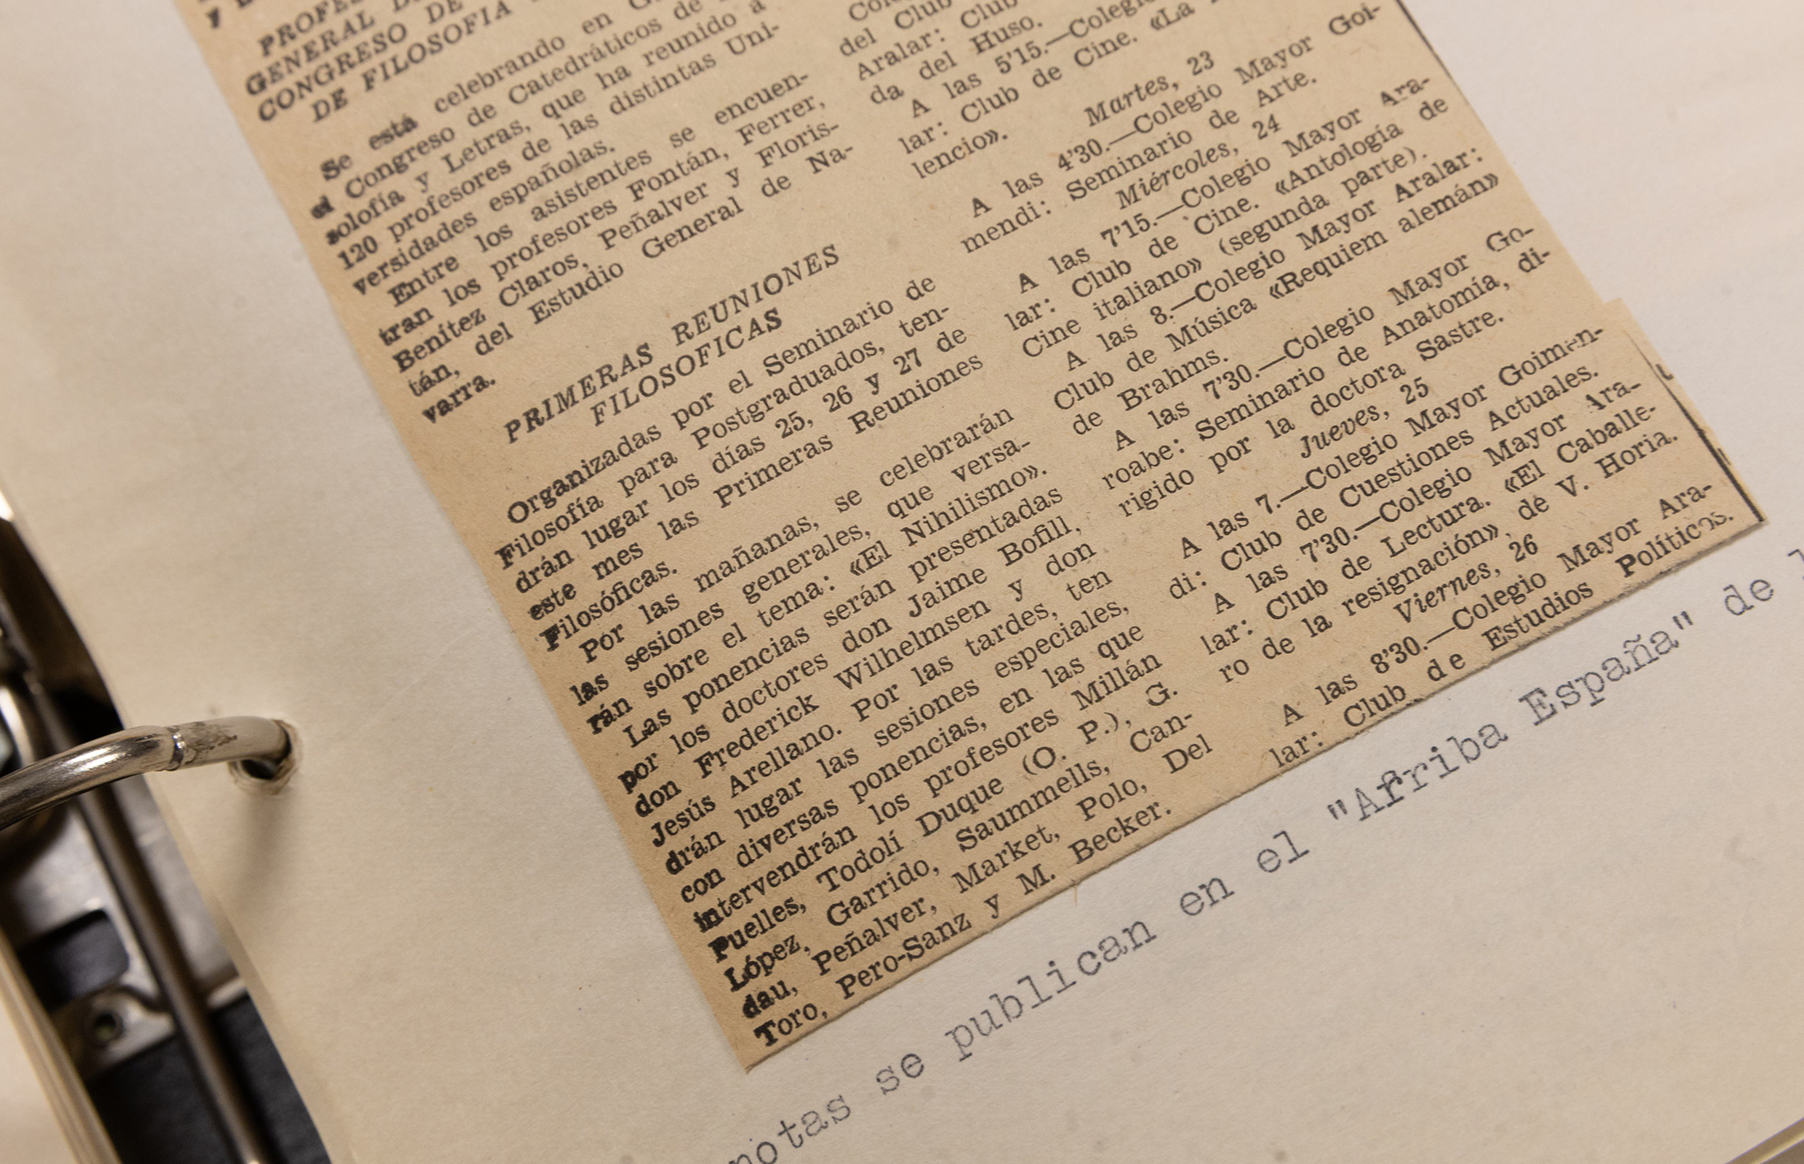 GENERAL
CONGRESO DE
DE FILOSOFIA
Se está celebrando en
el Congreso de Catedráticos de
solofía y Letras, que ha reunido a
120 profesores de las distintas Uni-
versidades españolas.
Entre los asistentes se encuen-
tran los profesores Fontán, Ferrer,
Benítez Claros, Peñalver y Floris-
tán, del Estudio General de Na-
varra.
PRIMERAS REUNIONES
FILOSOFICAS
Organizadas por el Seminario de
Filosofía para Postgraduados, ten-
drán lugar los días 25, 26 y 27 de
este mes las Primeras Reuniones
Filosóficas.
Por las mañanas, se celebrarán
las sesiones generales, que versa-
rán sobre el tema: «El Nihilismo».
Las ponencias serán presentadas
por los doctores don Jaime Bofill,
don Frederick Wilhelmsen y don
Jesús Arellano. Por las tardes, ten
drán lugar las sesiones especiales,
con diversas ponencias, en las que
intervendrán los profesores Millán
Puelles, Todolí Duque (O. P.), G.
López, Garrido, Saummells, Can-
dau, Peñalver, Market, Polo, Del
Toro, Pero-Sanz y M. Becker.
del Club
Aralar: Club
da del Huso.
A las 5'15.—Colegio
lar: Club de Cine. «La
lencio».
Martes, 23
A las 4'30.—Colegio Mayor Goi-
mendi: Seminario de Arte.
Miércoles, 24
A las 7'15.—Colegio Mayor Ara-
lar: Club de Cine. «Antología de
Cine italiano» (segunda parte).
A las 8.—Colegio Mayor Aralar:
Club de Música «Requiem alemán»
de Brahms.
A las 7'30.—Colegio Mayor Go-
roabe: Seminario de Anatomía, di-
rigido por la doctora Sastre.
Jueves, 25
A las 7.—Colegio Mayor Goimen-
di: Club de Cuestiones Actuales.
A las 7'30.—Colegio Mayor Ara-
lar: Club de Lectura. «El Caballe-
ro de la resignación», de V. Horia.
Viernes, 26
A las 8'30.—Colegio Mayor Ara-
lar: Club de Estudios Políticos.
notas se publican en el "Arriba España" de